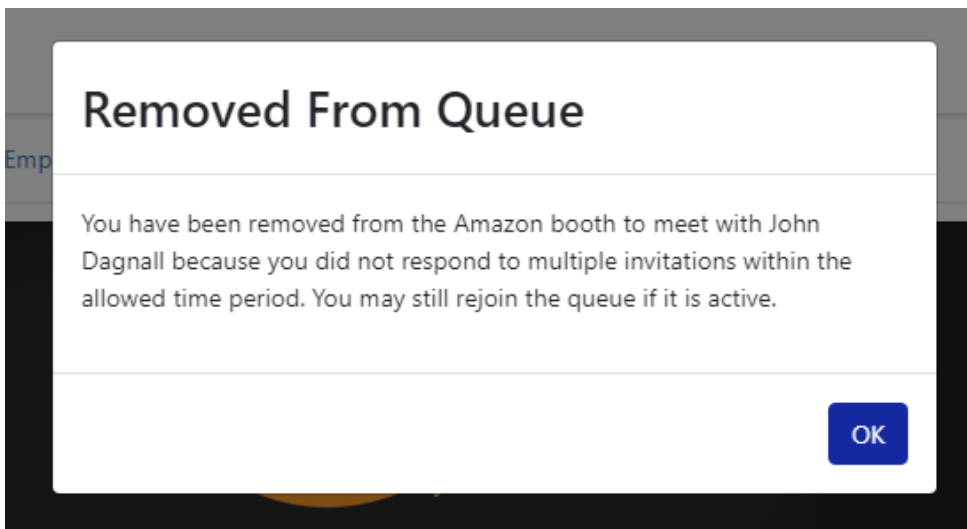 Removed From Queue
Emp
You have been removed from the Amazon booth to meet with John
Dagnall because you did not respond to multiple invitations within the
allowed time period. You may still rejoin the queue if it is active.
OK